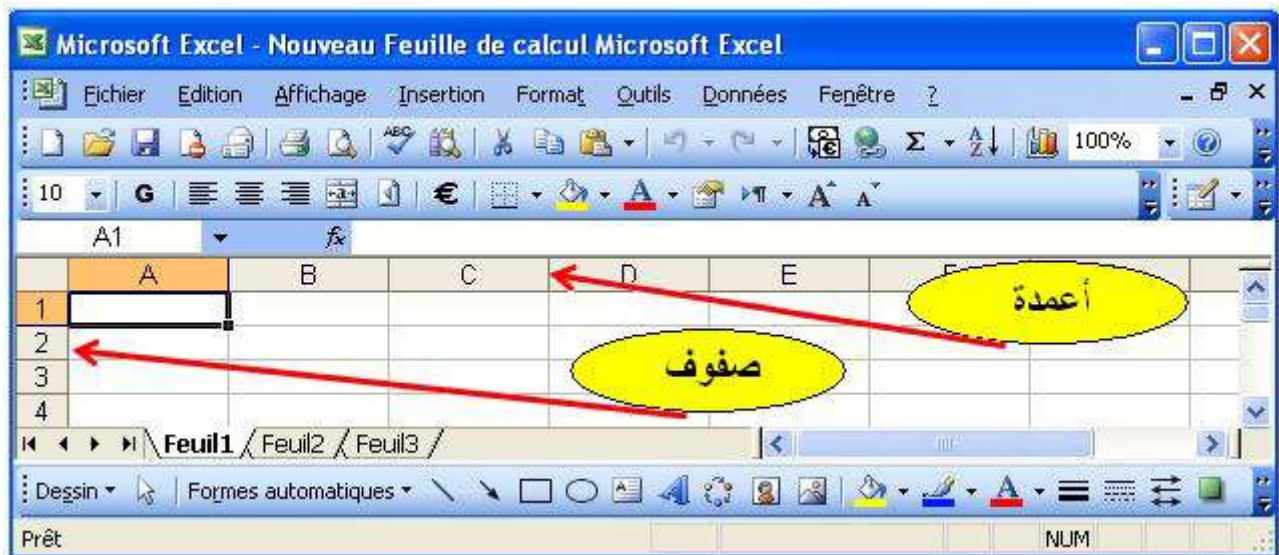 Microsoft Excel - Nouveau Feuille de calcul Microsoft Excel
Fichier Edition Affichage Insertion Format Outils Données Fenêtre ?
ABC Σ A Z 100%
10 G a € A A A
A1 fx
A B C D E
أعمدة
1
2
صفوف
3
4
Feuil1 Feuil2 Feuil3
Dessin Formes automatiques A A A
Prêt NUM